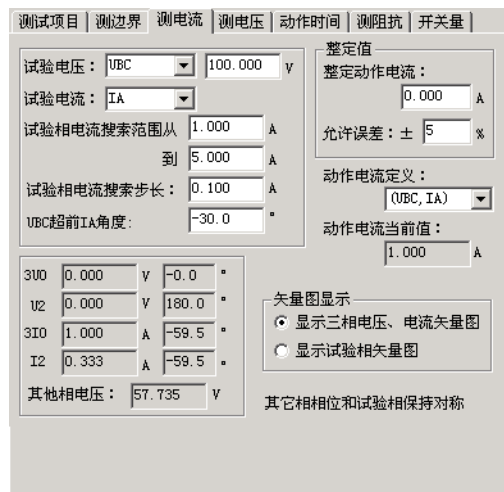 测试项目 测边界 测电流 测电压 动作时间 测阻抗 开关量
试验电压： UBC 100.000 V
试验电流： IA
试验相电流搜索范围从 1.000 A
到 5.000 A
试验相电流搜索步长： 0.100 A
UBC超前IA角度: -30.0 °
整定值
整定动作电流：
0.000 A
允许误差：± 5 %
动作电流定义：
(UBC,IA)
动作电流当前值：
1.000 A
3U0 0.000 V -0.0 °
U2 0.000 V 180.0 °
3I0 1.000 A -59.5 °
I2 0.333 A -59.5 °
其他相电压： 57.735 V
矢量图显示
显示三相电压、电流矢量图
显示试验相矢量图
其它相相位和试验相保持对称